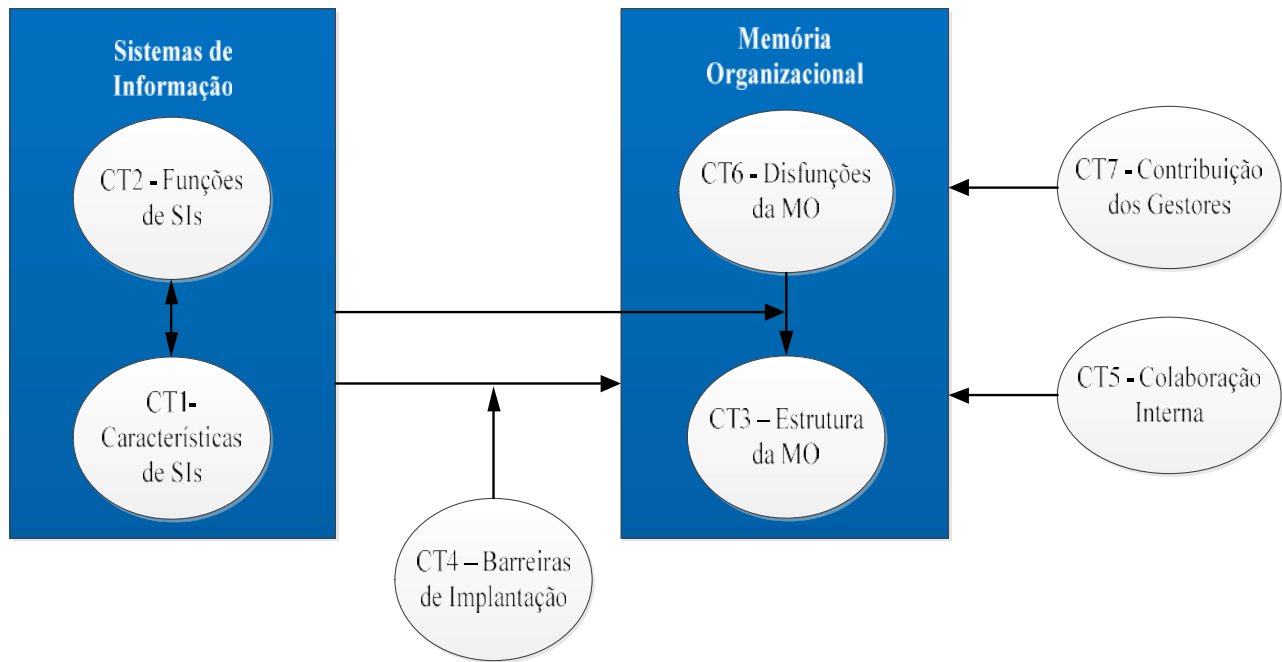 Sistemas de
Informação
CT2 - Funções
de SIs
CT1-
Características
de SIs
Memória
Organizacional
CT6 - Disfunções
da MO
CT3 – Estrutura
da MO
CT4 – Barreiras
de Implantação
CT7 - Contribuição
dos Gestores
CT5 - Colaboração
Interna